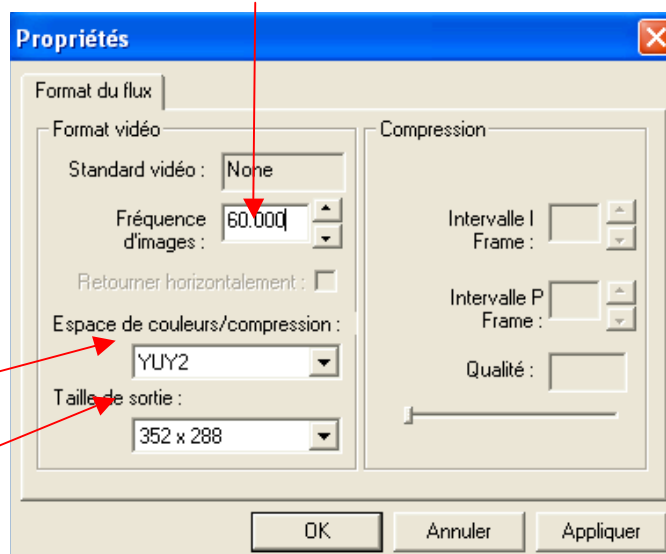 Propriétés
Format du flux
Format vidéo
Standard vidéo : None
Fréquence d'images : 60.000
Retourner horizontalement :
Espace de couleurs/compression :
YUY2
Taille de sortie :
352 x 288
Compression
Intervalle I
Frame :
Intervalle P
Frame :
Qualité :
OK Annuler Appliquer